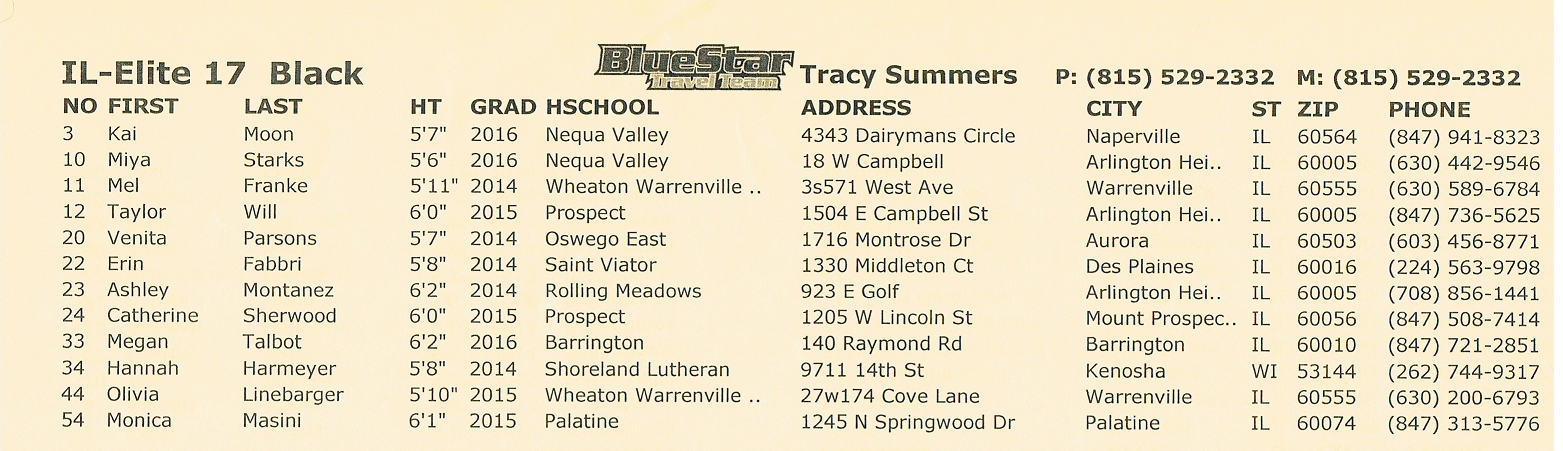 IL-Elite 17 Black BlueStar Travel Team Tracy Summers P: (815) 529-2332 M: (815) 529-2332
NO FIRST LAST HT GRAD HSCHOOL ADDRESS CITY ST ZIP PHONE
3 Kai Moon 5'7" 2016 Nequa Valley 4343 Dairymans Circle Naperville IL 60564 (847) 941-8323
10 Miya Starks 5'6" 2016 Nequa Valley 18 W Campbell Arlington Hei.. IL 60005 (630) 442-9546
11 Mel Franke 5'11" 2014 Wheaton Warrenville .. 3s571 West Ave Warrenville IL 60555 (630) 589-6784
12 Taylor Will 6'0" 2015 Prospect 1504 E Campbell St Arlington Hei.. IL 60005 (847) 736-5625
20 Venita Parsons 5'7" 2014 Oswego East 1716 Montrose Dr Aurora IL 60503 (603) 456-8771
22 Erin Fabbri 5'8" 2014 Saint Viator 1330 Middleton Ct Des Plaines IL 60016 (224) 563-9798
23 Ashley Montanez 6'2" 2014 Rolling Meadows 923 E Golf Arlington Hei.. IL 60005 (708) 856-1441
24 Catherine Sherwood 6'0" 2015 Prospect 1205 W Lincoln St Mount Prospec.. IL 60056 (847) 508-7414
33 Megan Talbot 6'2" 2016 Barrington 140 Raymond Rd Barrington IL 60010 (847) 721-2851
34 Hannah Harmeyer 5'8" 2014 Shoreland Lutheran 9711 14th St Kenosha WI 53144 (262) 744-9317
44 Olivia Linebarger 5'10" 2015 Wheaton Warrenville .. 27w174 Cove Lane Warrenville IL 60555 (630) 200-6793
54 Monica Masini 6'1" 2015 Palatine 1245 N Springwood Dr Palatine IL 60074 (847) 313-5776